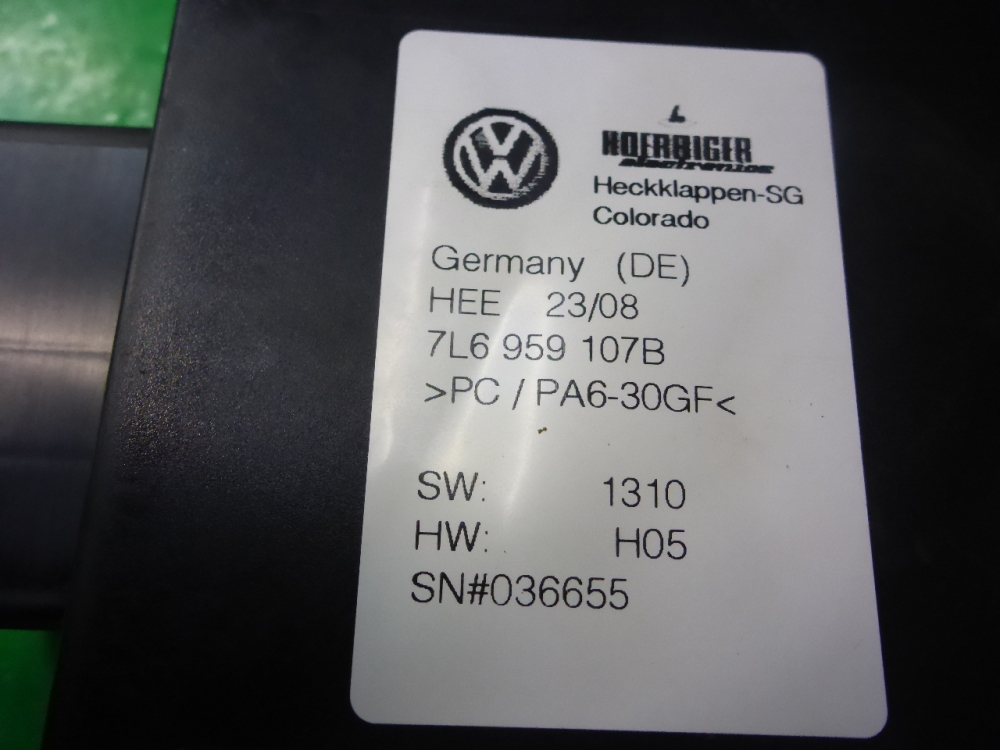 HOERBIGER
electronics
Heckklappen-SG
Colorado
Germany (DE)
HEE 23/08
7L6 959 107B
>PC / PA6-30GF<
SW: 1310
HW: H05
SN#036655